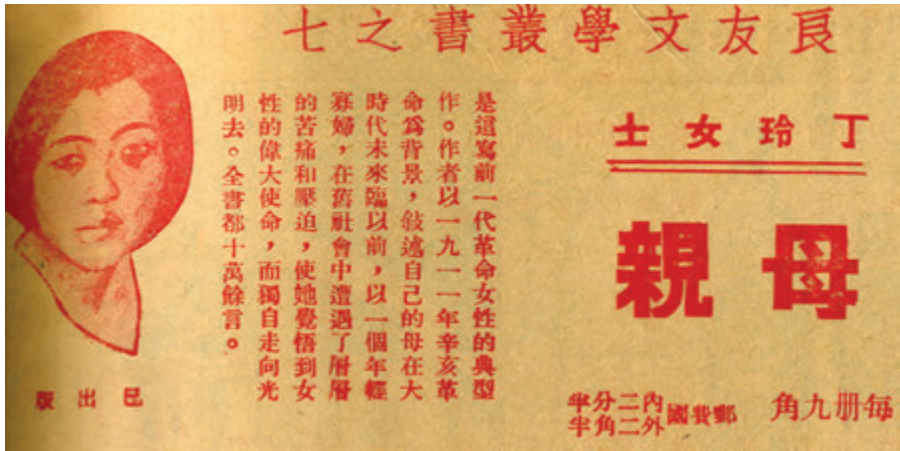 良友文學叢書之七
丁玲女士
母親
每册九角
郵費國
內二分半
外二角半
是這寫前一代革命女性的典型
作。作者以一九一一年辛亥革
命爲背景，敍述自己的母在大
時代未來臨以前，以一個年輕
寡婦，在舊社會中遭遇了層層
的苦痛和壓迫，使她覺悟到女
性的偉大使命，而獨自走向光
明去。全書都十萬餘言。
已出版